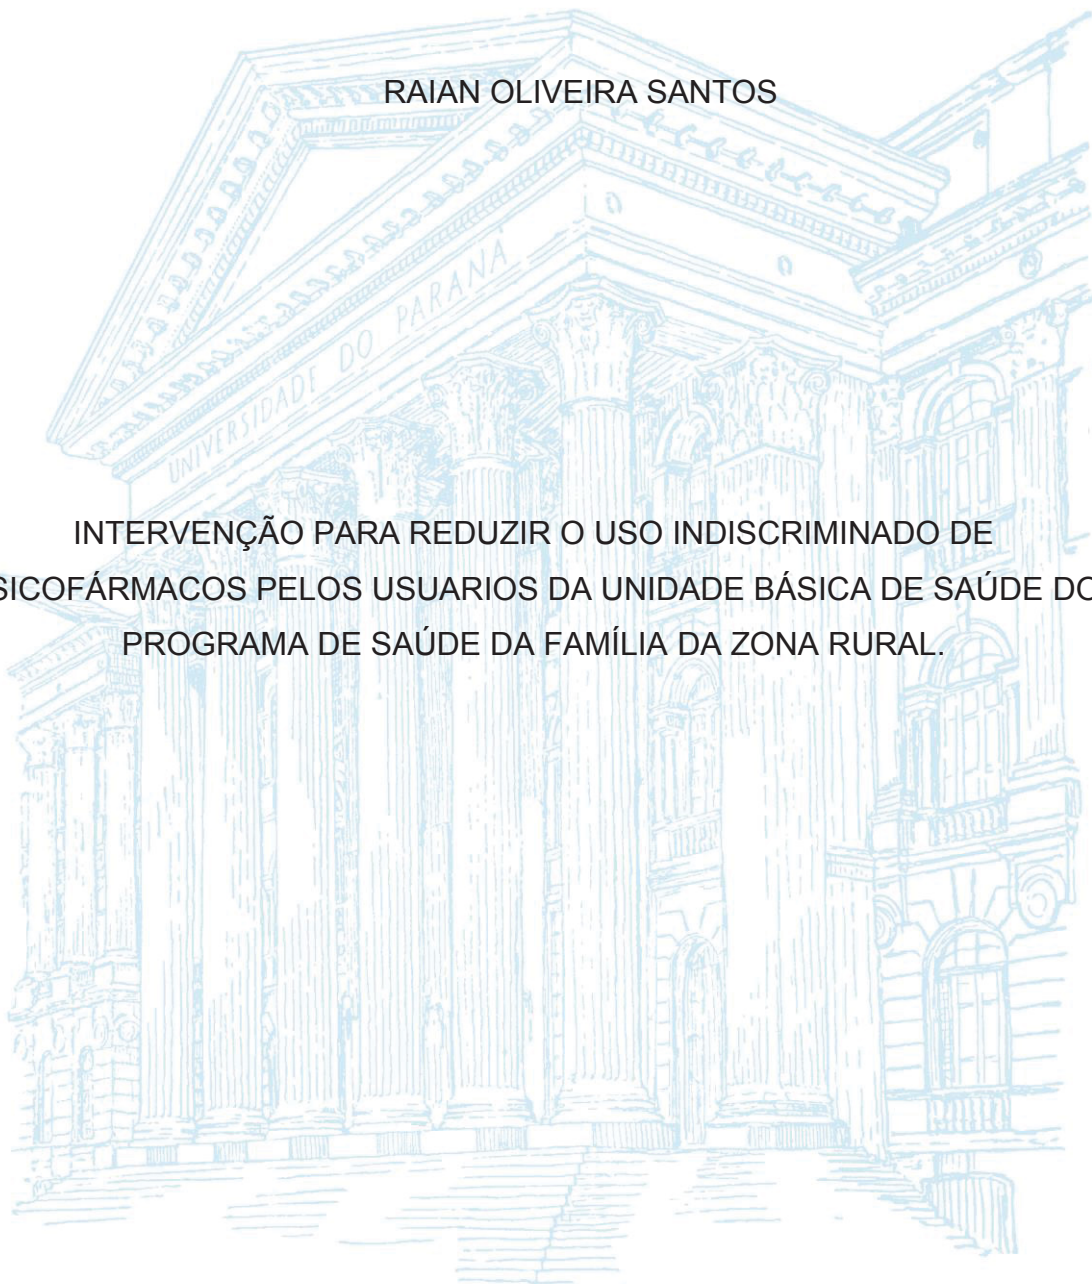 RAIAN OLIVEIRA SANTOS
UNIVERSIDADE DO PARANÁ
INTERVENÇÃO PARA REDUZIR O USO INDISCRIMINADO DE
SICOFÁRMACOS PELOS USUARIOS DA UNIDADE BÁSICA DE SAÚDE DO
PROGRAMA DE SAÚDE DA FAMÍLIA DA ZONA RURAL.